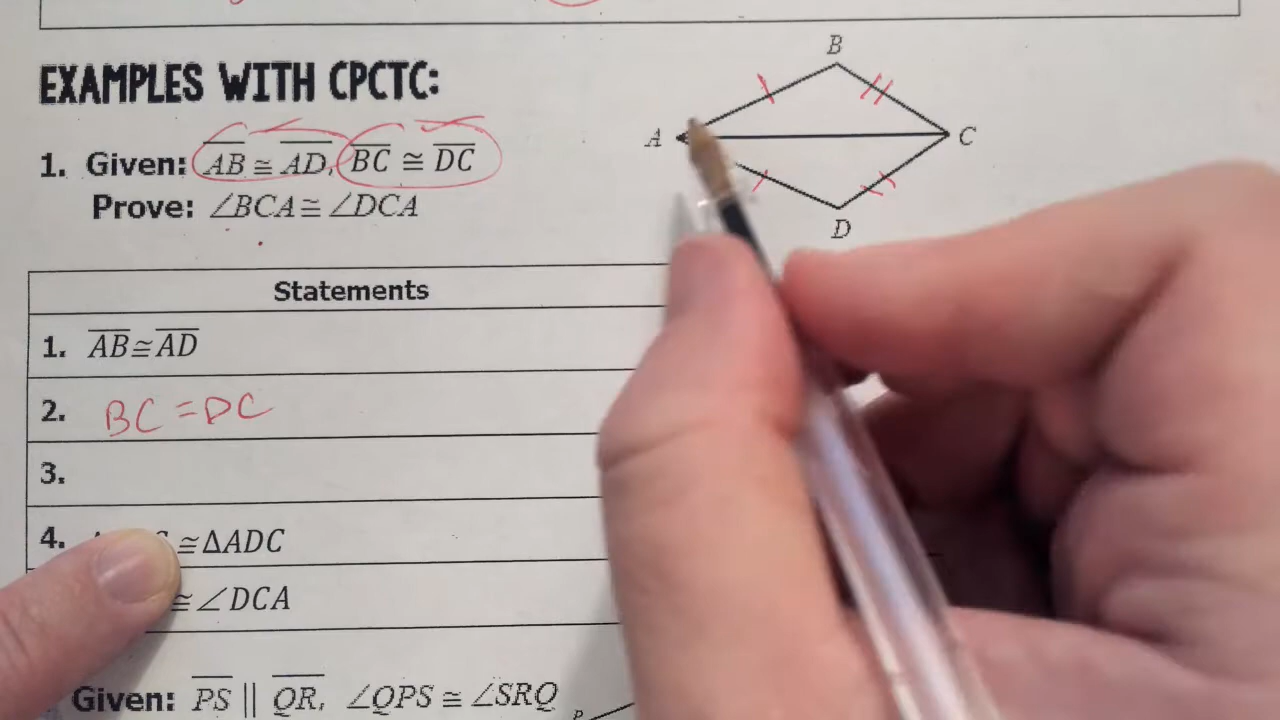 EXAMPLES WITH CPCTC:
1. Given: AB ≅ AD, BC ≅ DC
Prove: ∠BCA ≅ ∠DCA
B
A
C
D
Statements
1. AB ≅ AD
2. BC = DC
3.
4. ≅ ΔADC
≅ ∠DCA
Given: PS || QR, ∠QPS ≅ ∠SRQ
P